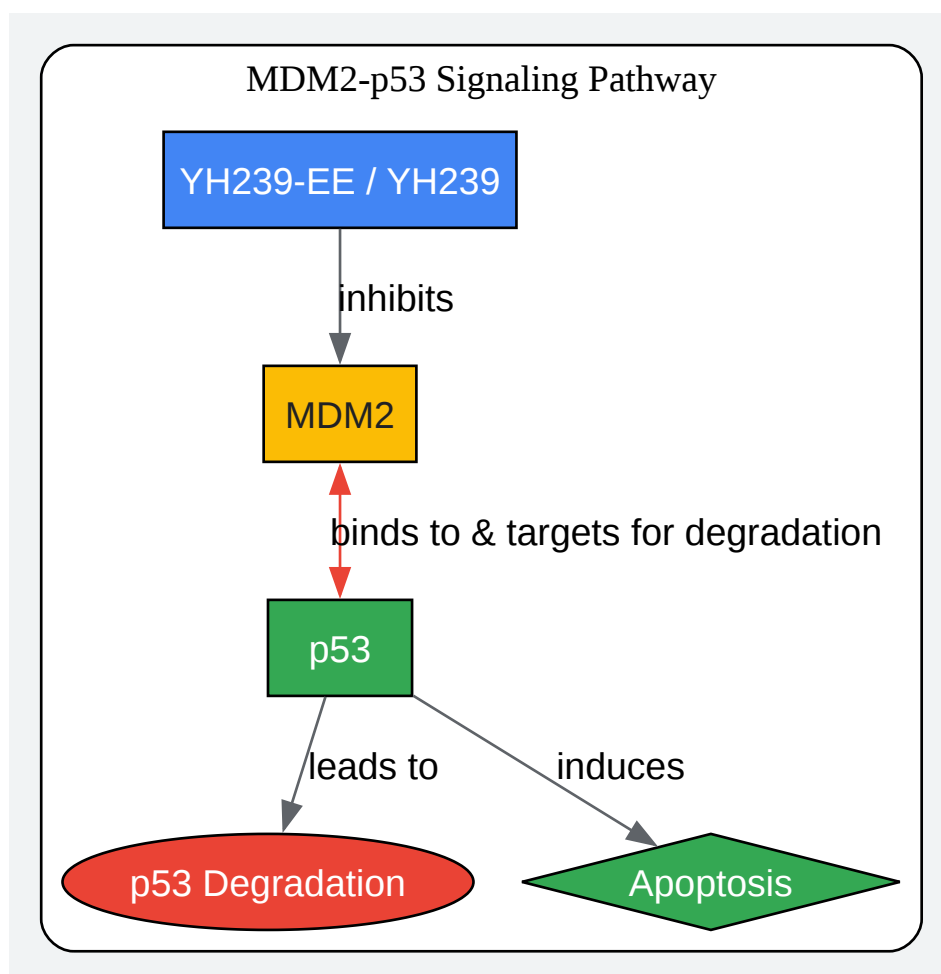 MDM2-p53 Signaling Pathway
YH239-EE / YH239
inhibits
MDM2
binds to & targets for degradation
p53
leads to
induces
p53 Degradation
Apoptosis